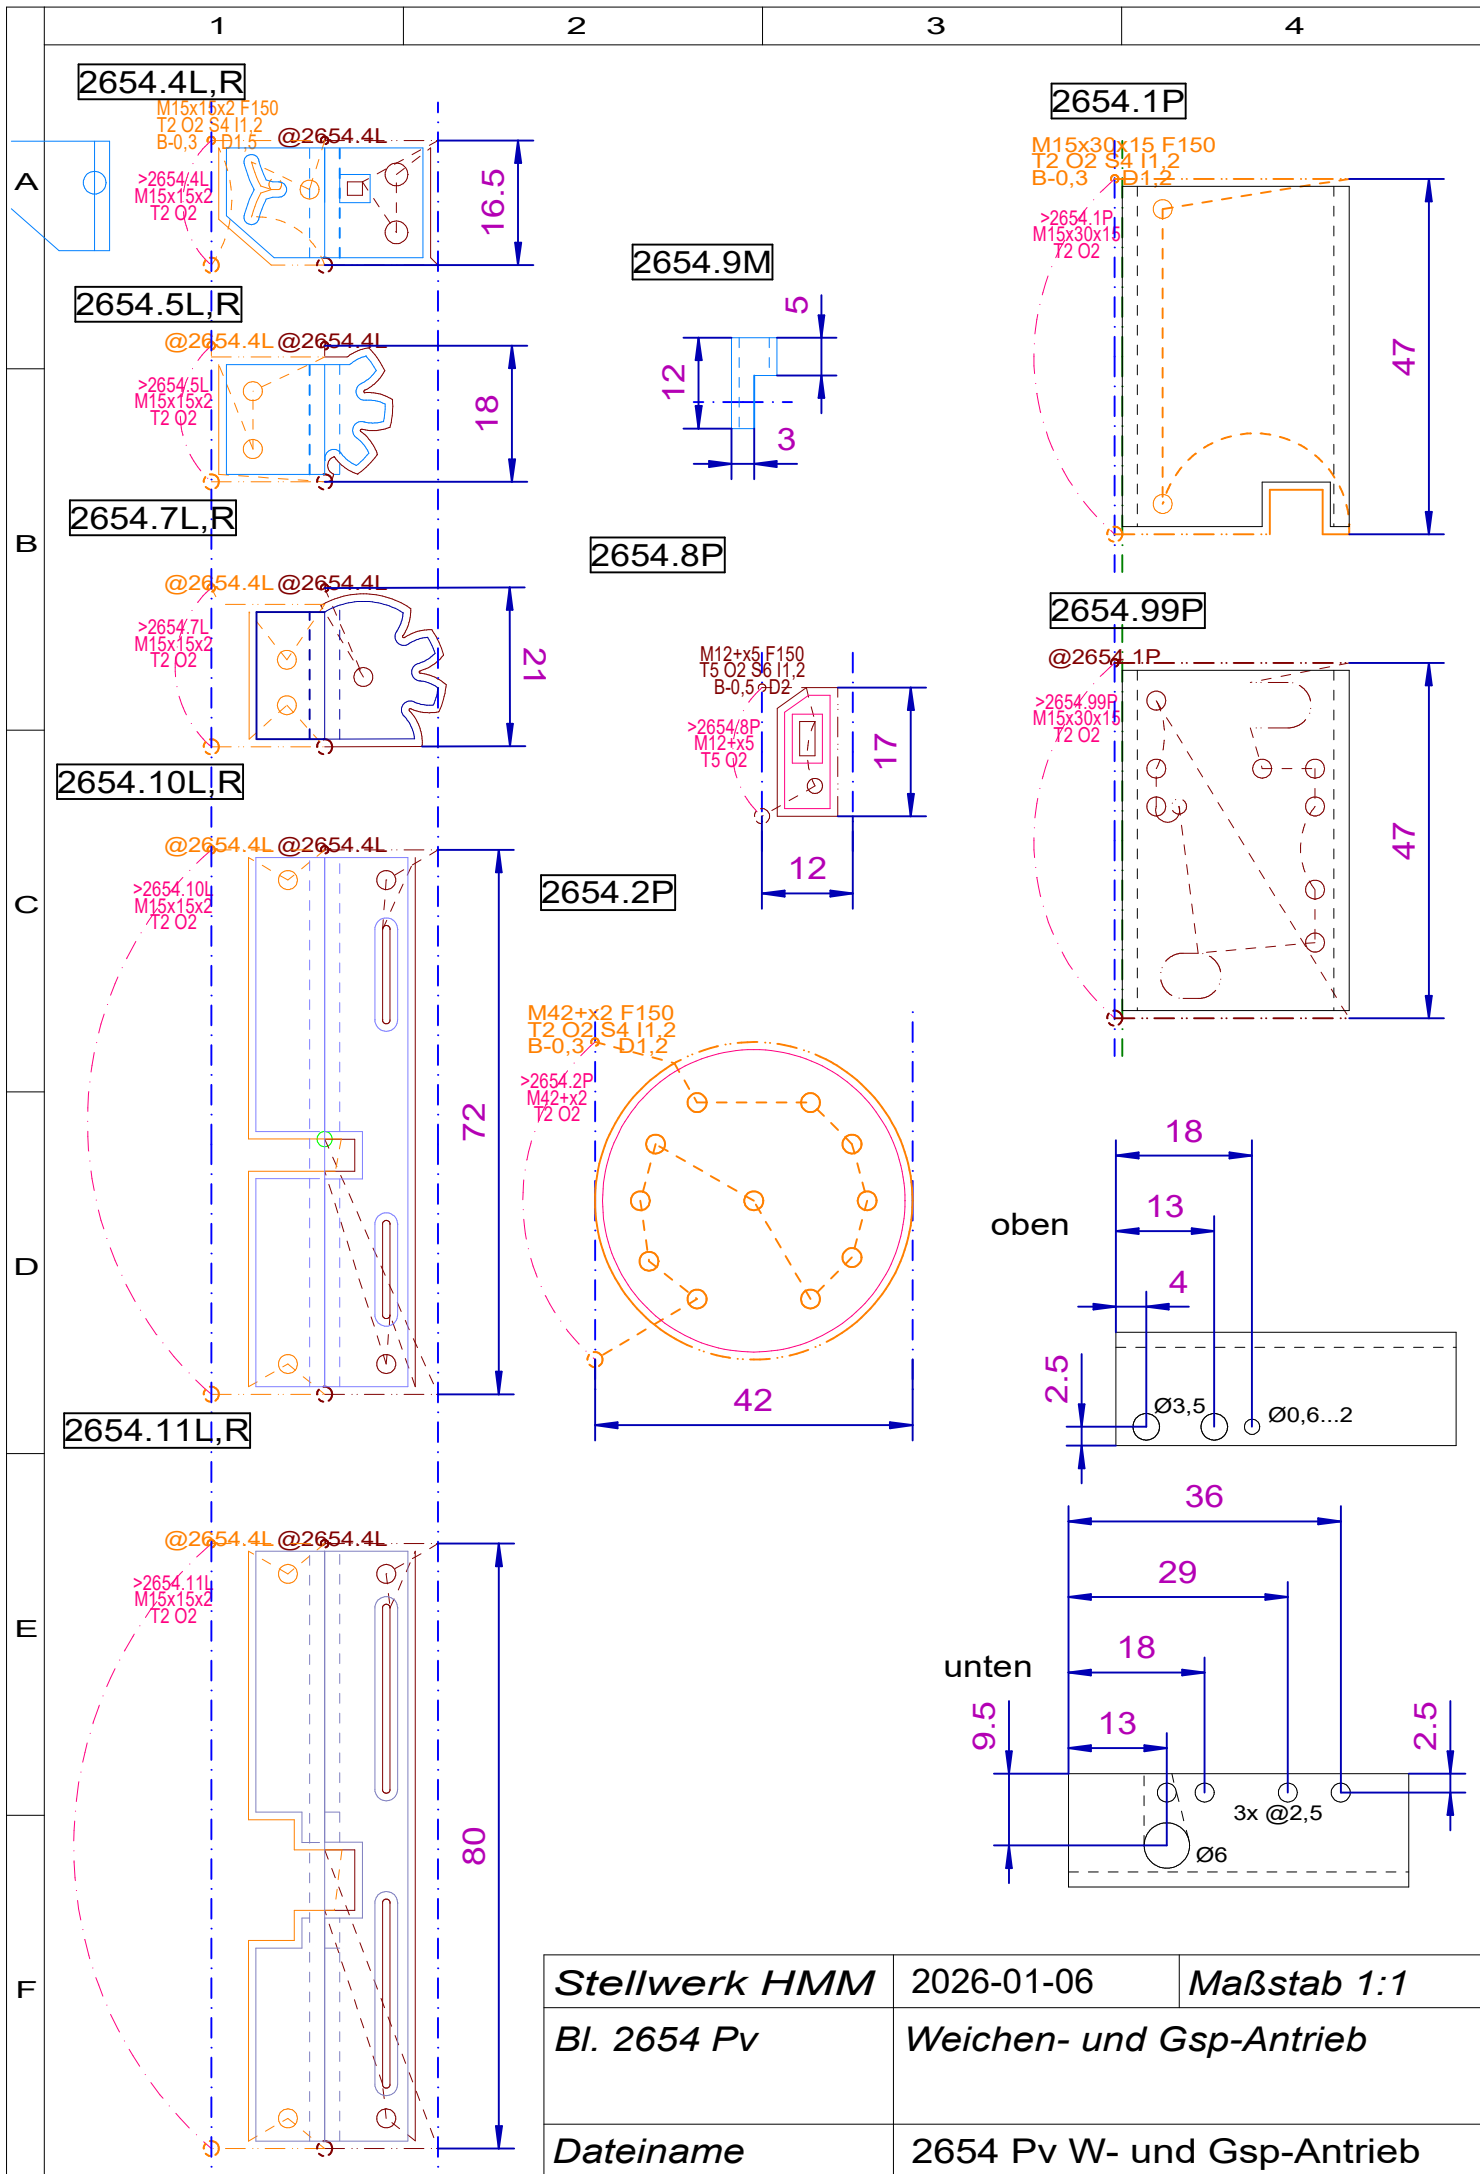 1
2
3
4
A
B
C
D
E
F
2654.4L,R
M15x15x2 F150
T2 O2 S4 I1,2
B-0,3 D1,5
@2654.4L
>2654/4L
M15x15x2
T2 O2
16.5
2654.5L,R
@2654.4L @2654.4L
>2654/5L
M15x15x2
T2 O2
18
2654.7L,R
@2654.4L @2654.4L
>2654/7L
M15x15x2
T2 O2
21
2654.10L,R
@2654.4L @2654.4L
>2654.10L
M15x15x2
T2 O2
72
2654.11L,R
@2654.4L @2654.4L
>2654.11L
M15x15x2
T2 O2
80
2654.9M
5
12
3
2654.8P
M12+x5 F150
T5 O2 S6 I1,2
B-0,5 D2
>2654/8P
M12+x5
T5 O2
17
12
2654.2P
M42+x2 F150
T2 O2 S4 I1,2
B-0,3 D1,2
>2654.2P
M42+x2
T2 O2
42
2654.1P
M15x30x15 F150
T2 O2 S4 I1,2
B-0,3 D1,2
>2654.1P
M15x30x15
T2 O2
47
2654.99P
@2654.1P
>2654.99P
M15x30x15
T2 O2
47
oben
18
13
4
2.5
Ø3,5
Ø0,6...2
unten
36
29
18
13
9.5
2.5
3x @2,5
Ø6
Stellwerk HMM 2026-01-06 Maßstab 1:1
Bl. 2654 Pv Weichen- und Gsp-Antrieb
Dateiname 2654 Pv W- und Gsp-Antrieb